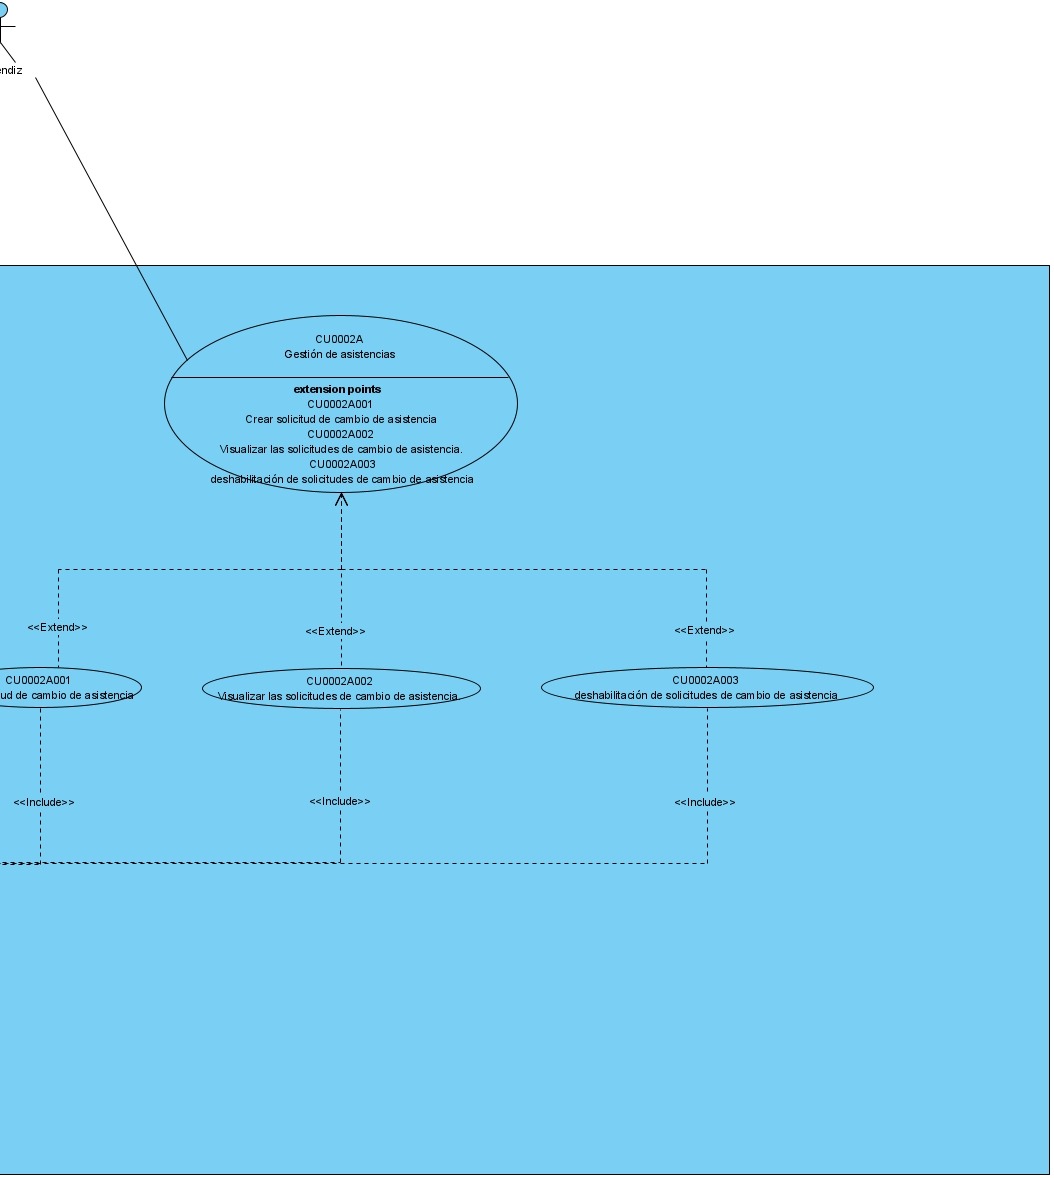 endiz
CU0002A
Gestión de asistencias
extension points
CU0002A001
Crear solicitud de cambio de asistencia
CU0002A002
Visualizar las solicitudes de cambio de asistencia.
CU0002A003
deshabilitación de solicitudes de cambio de asistencia
<<Extend>>
<<Extend>>
<<Extend>>
CU0002A001
ud de cambio de asistencia
CU0002A002
Visualizar las solicitudes de cambio de asistencia.
CU0002A003
deshabilitación de solicitudes de cambio de asistencia
<<Include>>
<<Include>>
<<Include>>